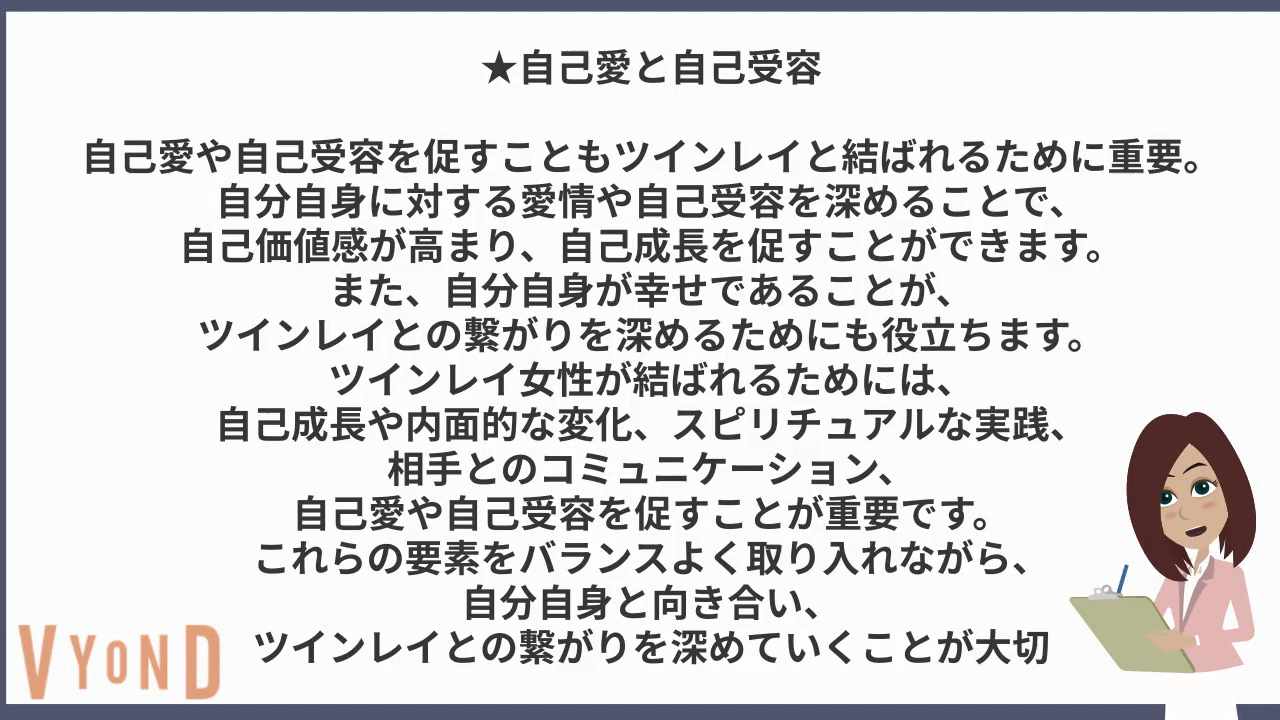 ★自己愛と自己受容
自己愛や自己受容を促すこともツインレイと結ばれるために重要。
自分自身に対する愛情や自己受容を深めることで、
自己価値感が高まり、自己成長を促すことができます。
また、自分自身が幸せであることが、
ツインレイとの繋がりを深めるためにも役立ちます。
ツインレイ女性が結ばれるためには、
自己成長や内面的な変化、スピリチュアルな実践、
相手とのコミュニケーション、
自己愛や自己受容を促すことが重要です。
これらの要素をバランスよく取り入れながら、
自分自身と向き合い、
ツインレイとの繋がりを深めていくことが大切
VYOND